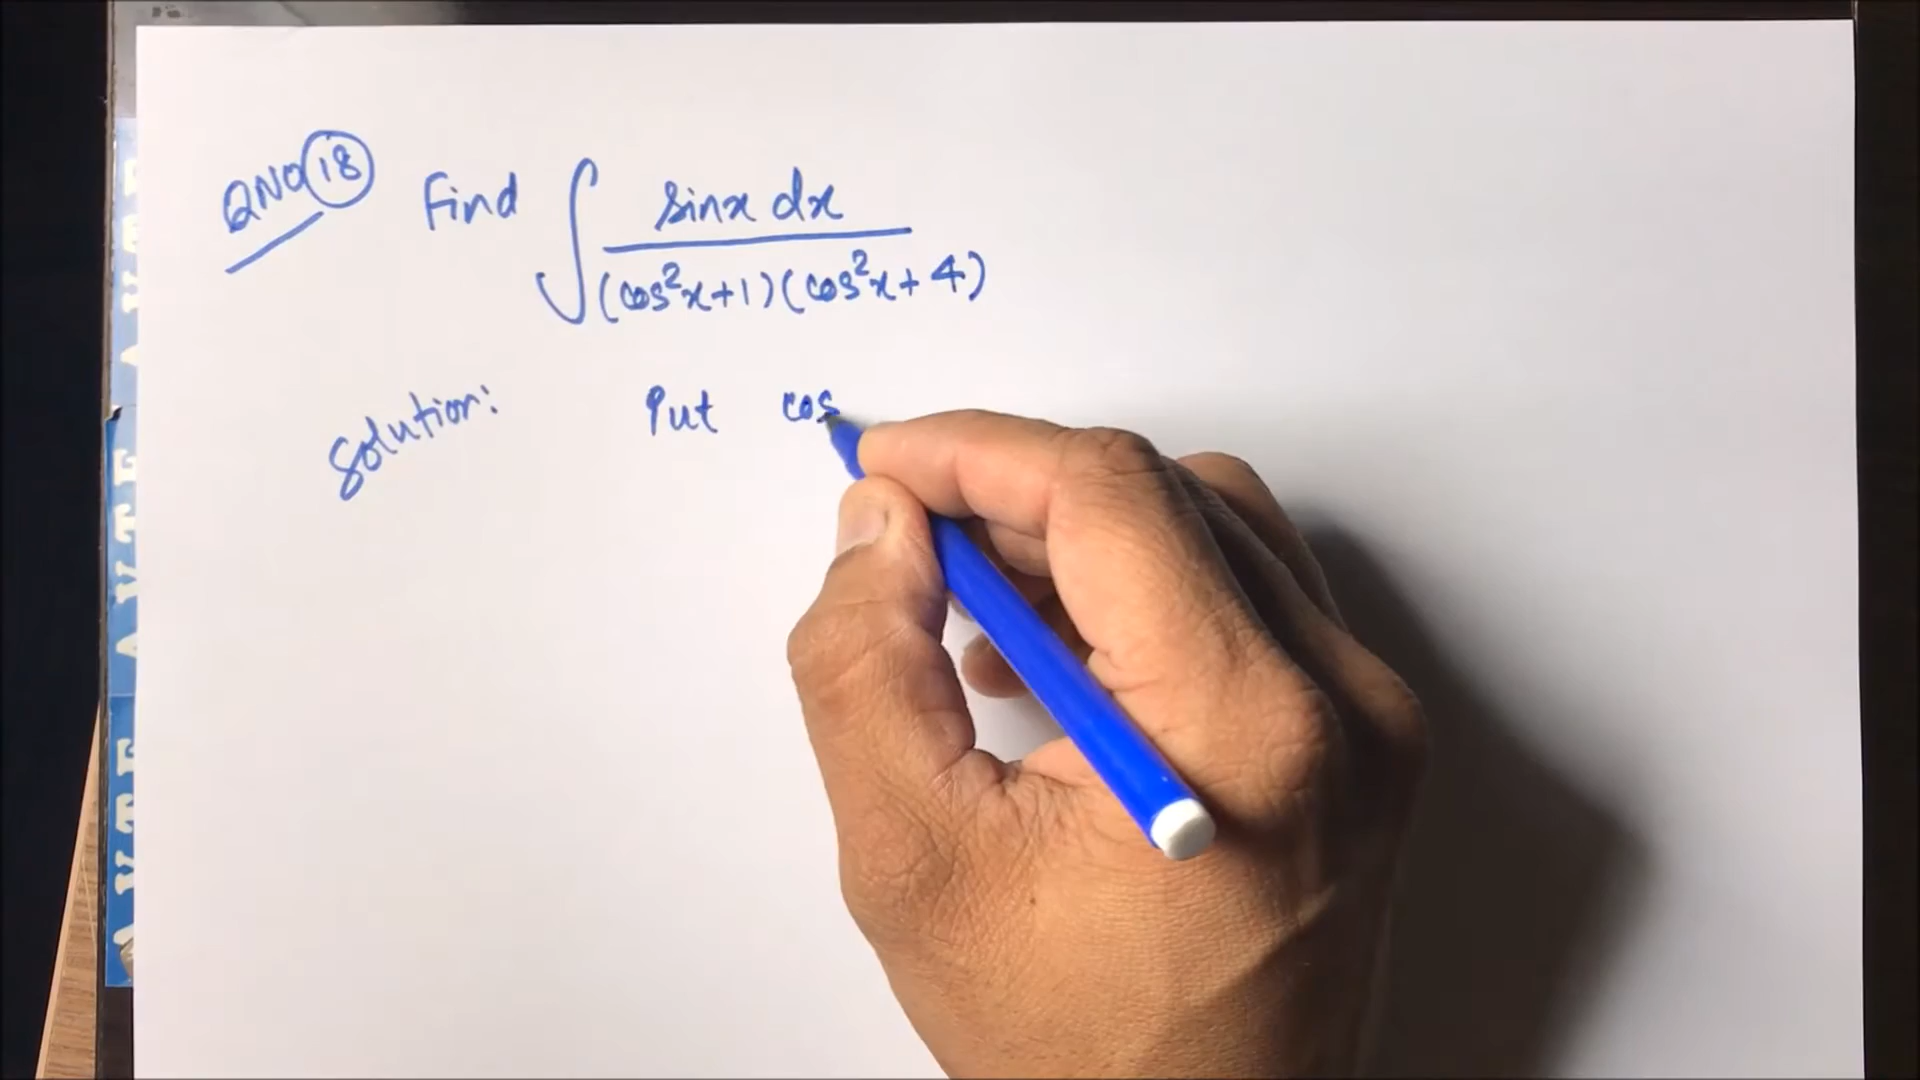 QNO 18 Find ∫ sinx dx / (cos²x+1)(cos²x+4)
Solution: Put cos